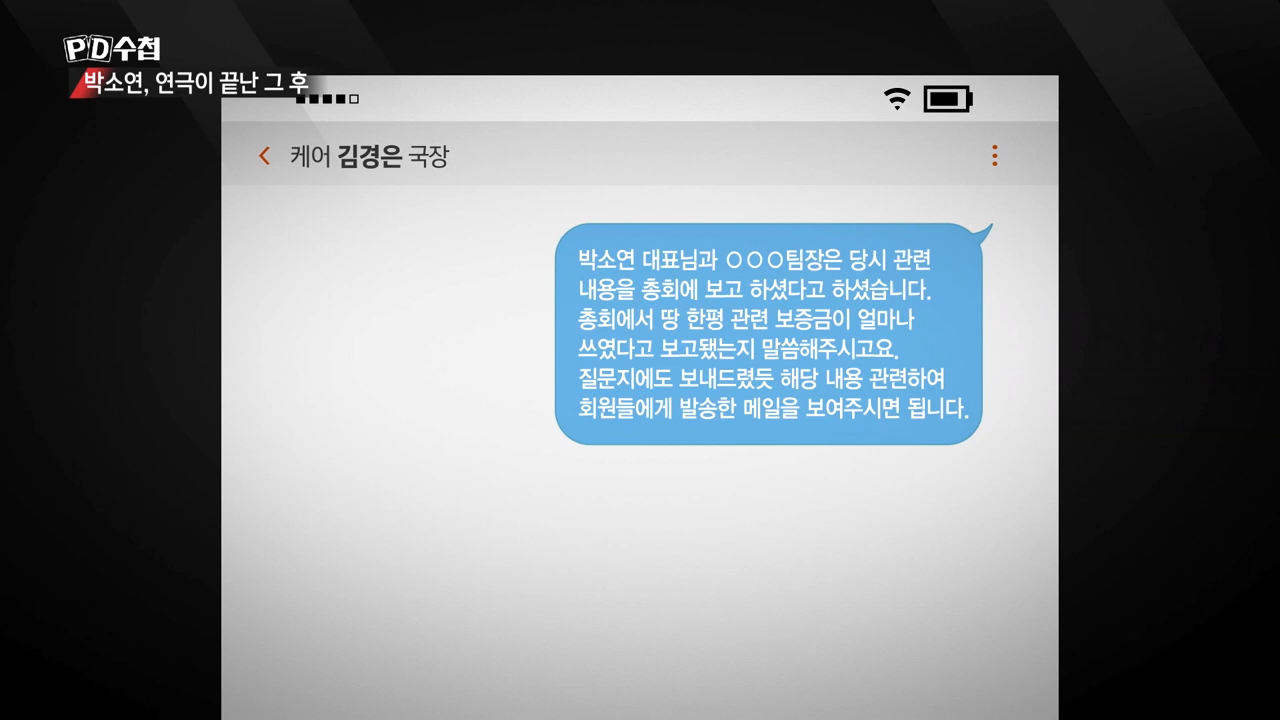 PD수첩
박소연, 연극이 끝난 그 후
케어 김경은 국장
박소연 대표님과 ○○○팀장은 당시 관련
내용을 총회에 보고 하셨다고 하셨습니다.
총회에서 땅 한평 관련 보증금이 얼마나
쓰였다고 보고됐는지 말씀해주시고요.
질문지에도 보내드렸듯 해당 내용 관련하여
회원들에게 발송한 메일을 보여주시면 됩니다.